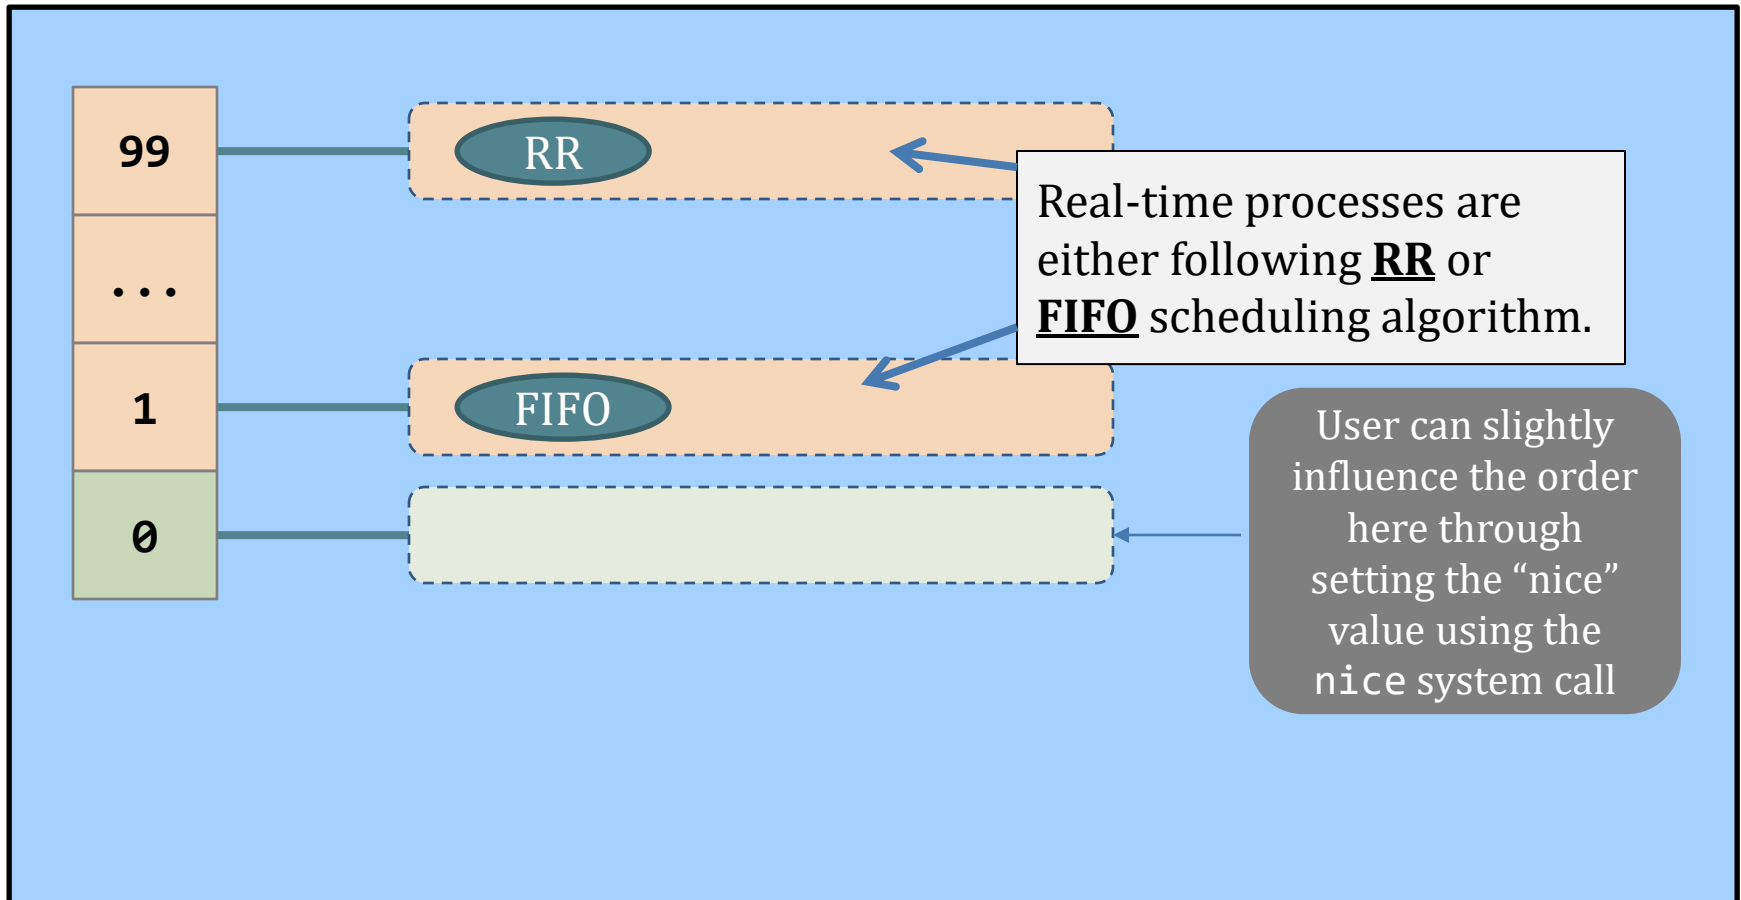 99
RR
Real-time processes are
either following RR or
FIFO scheduling algorithm.
...
1
FIFO
User can slightly
influence the order
here through
setting the “nice”
value using the
nice system call
0